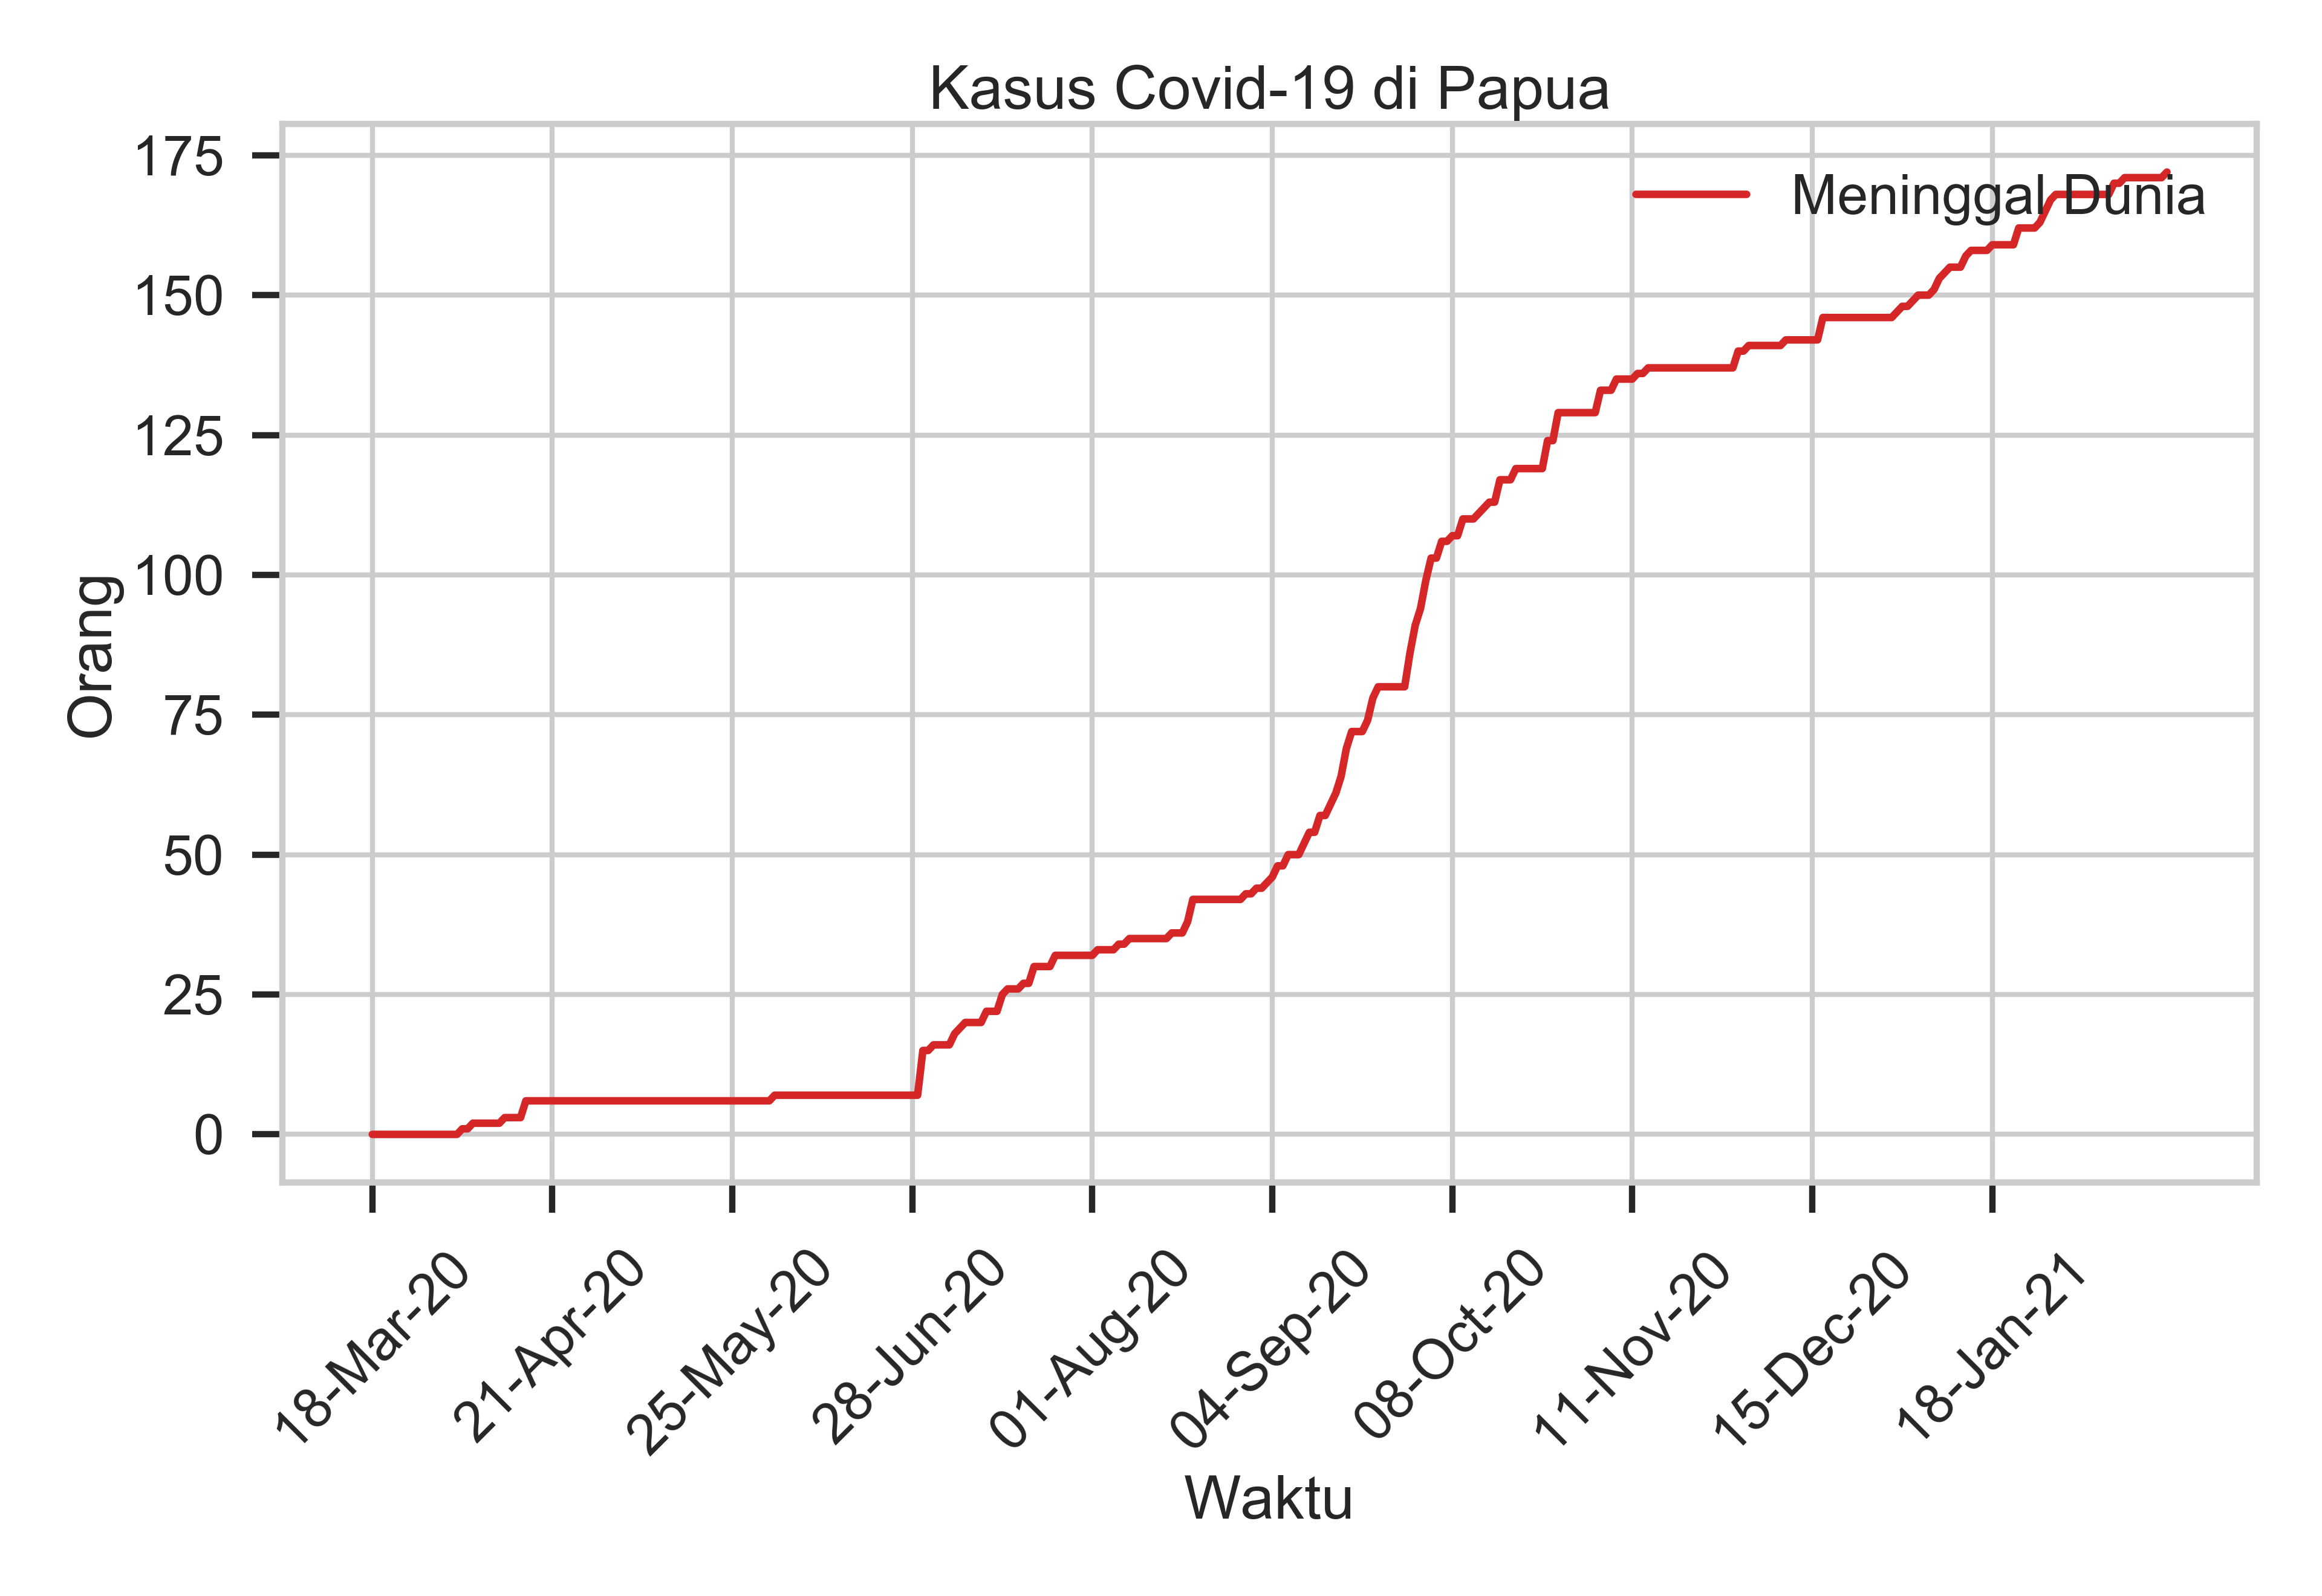 Kasus Covid-19 di Papua
175
150
125
100
75
50
25
0
Orang
Meninggal Dunia
18-Mar-20
21-Apr-20
25-May-20
28-Jun-20
01-Aug-20
04-Sep-20
08-Oct-20
11-Nov-20
15-Dec-20
18-Jan-21
Waktu